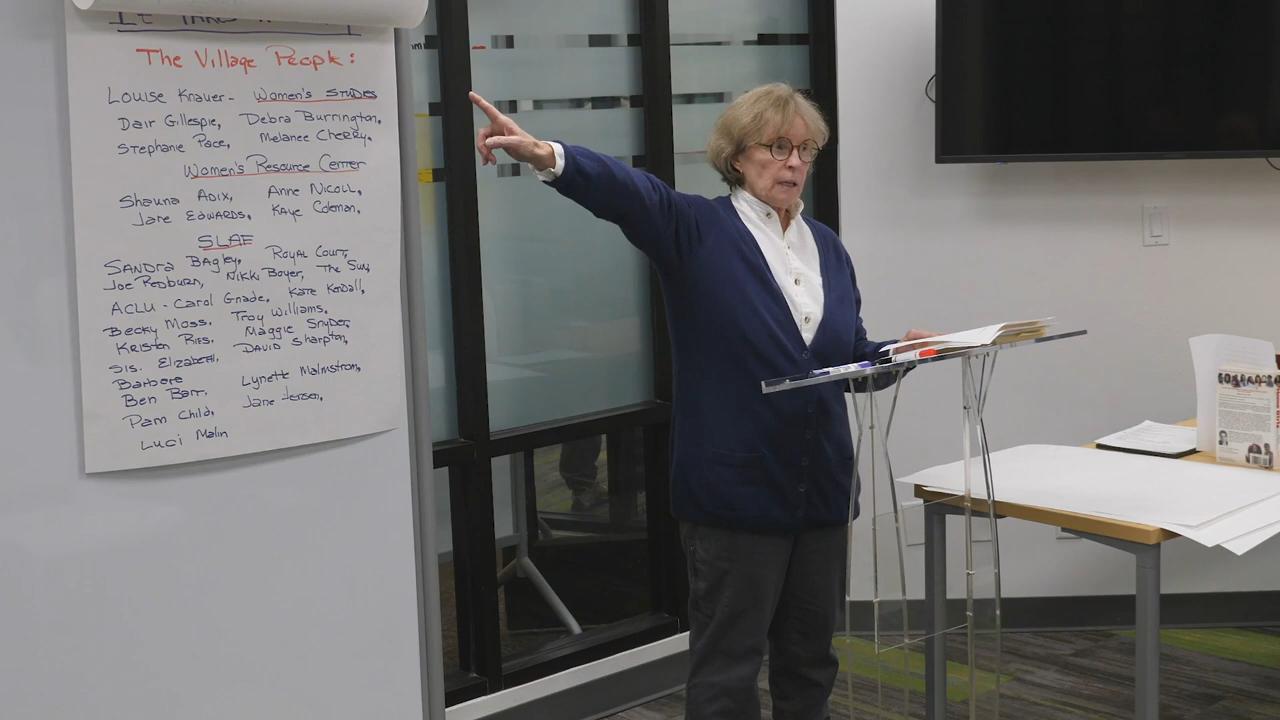 The Village People:
Louise Knauer - Women's Studies
Dair Gillespie, Debra Burrington,
Stephanie Pace, Melanee Cherry,
Women's Resource Center
Shauna Adix, Anne Nicoll,
Jane Edwards, Kaye Coleman,
SLAE
Sandra Bagley, Royal Court,
Joe Redburn, Nikki Boyer, The Sun,
ACLU - Carol Gnade, Kate Kendall,
Becky Moss, Troy Williams,
Kristen Ries, Maggie Snyder,
Sis. Elizabeth, David Sharpton,
Barbere Lynette Malmstrom,
Ben Barr, Jane Jensen,
Pam Child,
Luci Malin